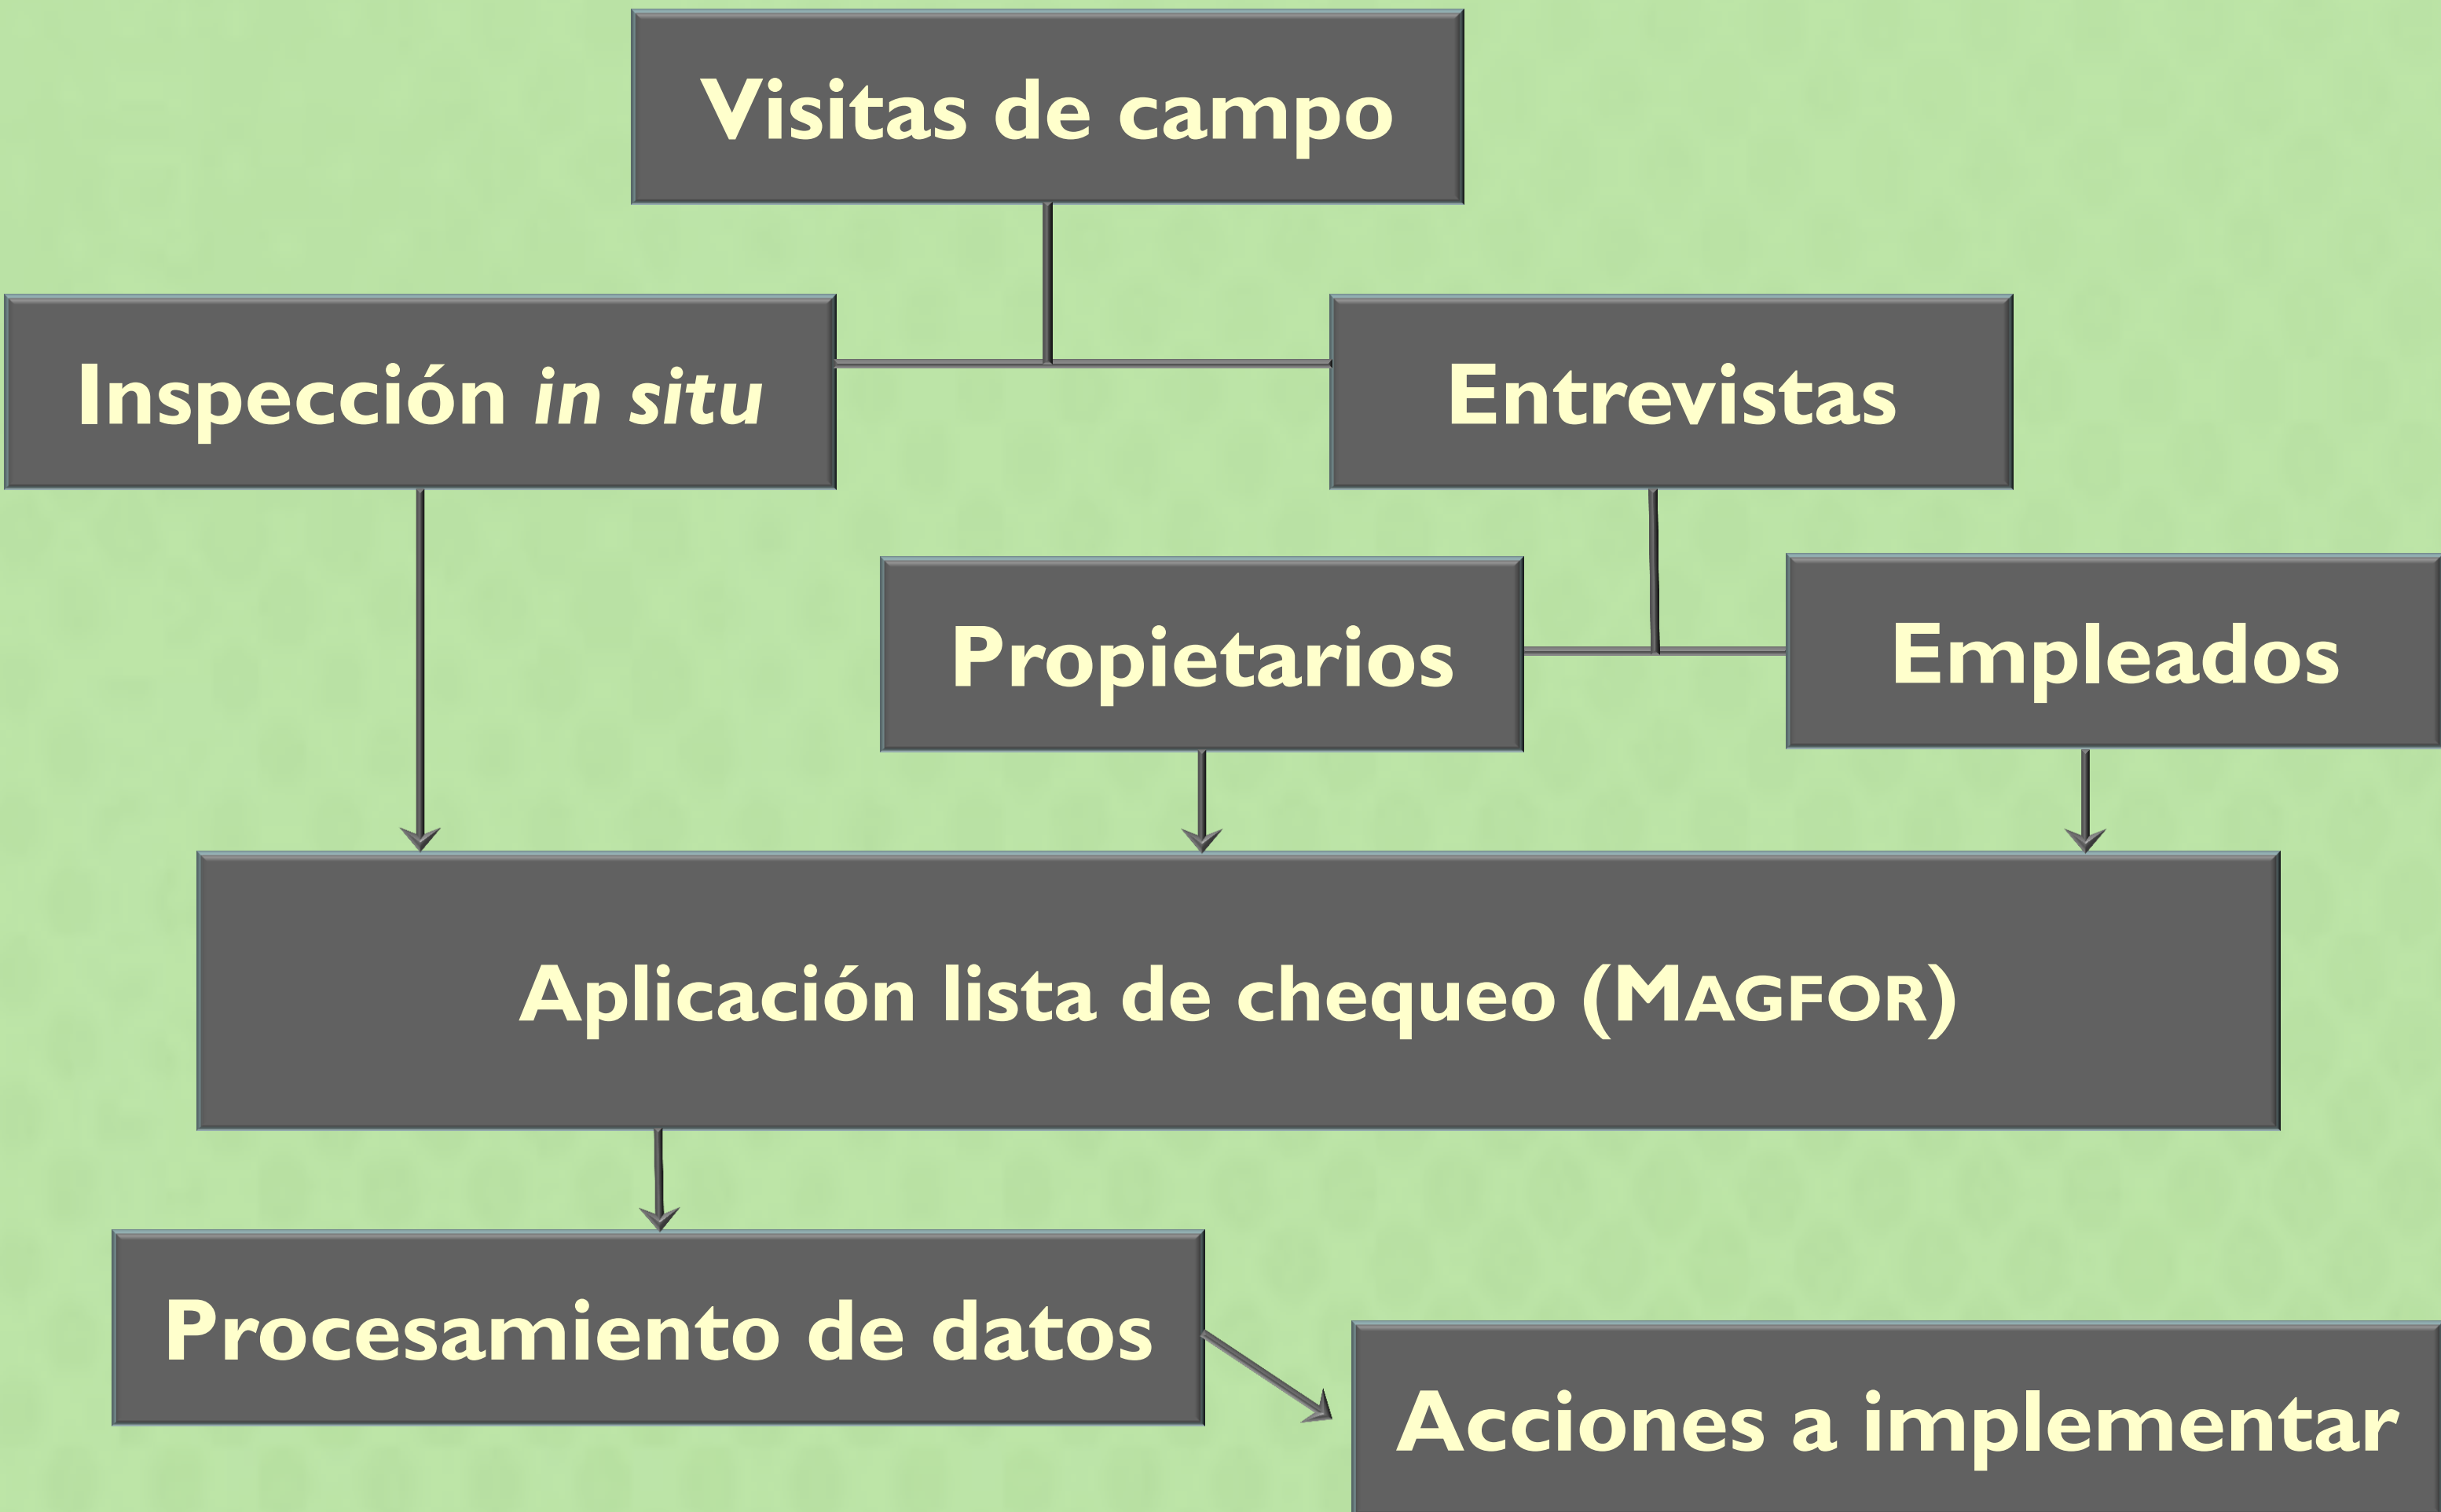 Visitas de campo
Inspección in situ
Entrevistas
Propietarios
Empleados
Aplicación lista de chequeo (MAGFOR)
Procesamiento de datos
Acciones a implementar